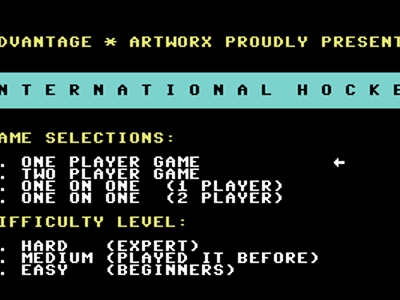 DVANTAGE * ARTWORX PROUDLY PRESENT
NTERNATIONAL HOCKE
AME SELECTIONS:
. ONE PLAYER GAME ←
. TWO PLAYER GAME
. ONE ON ONE (1 PLAYER)
. ONE ON ONE (2 PLAYER)
IFFICULTY LEVEL:
. HARD (EXPERT)
. MEDIUM (PLAYED IT BEFORE)
. EASY (BEGINNERS)